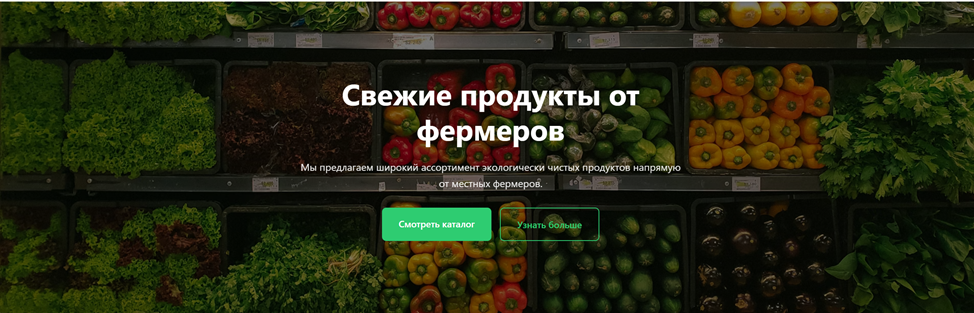 Свежие продукты от
фермеров
Мы предлагаем широкий ассортимент экологически чистых продуктов напрямую
от местных фермеров.
Смотреть каталог
Узнать больше